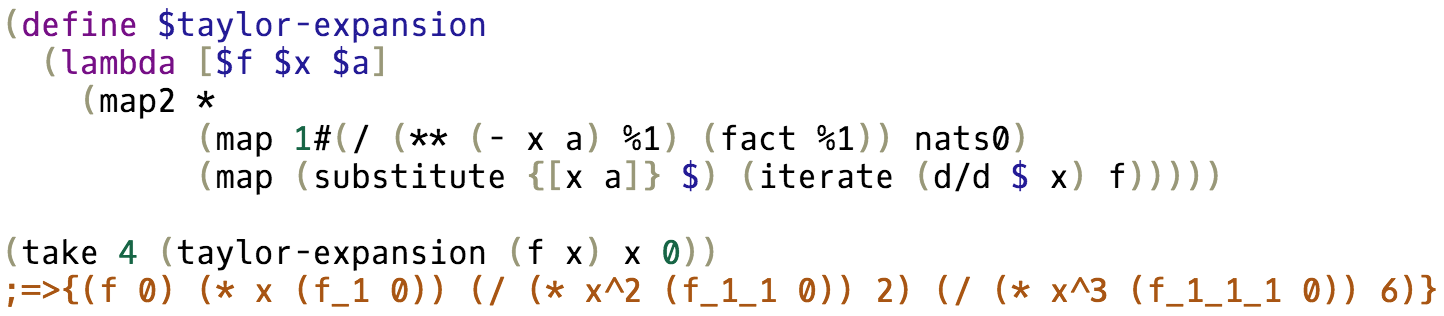 (define $taylor-expansion
  (lambda [$f $x $a]
    (map2 *
          (map 1#(/ (** (- x a) %1) (fact %1)) nats0)
          (map (substitute {[x a]} $) (iterate (d/d $ x) f)))))

(take 4 (taylor-expansion (f x) x 0))
;=>{(f 0) (* x (f_1 0)) (/ (* x^2 (f_1_1 0)) 2) (/ (* x^3 (f_1_1_1 0)) 6)}